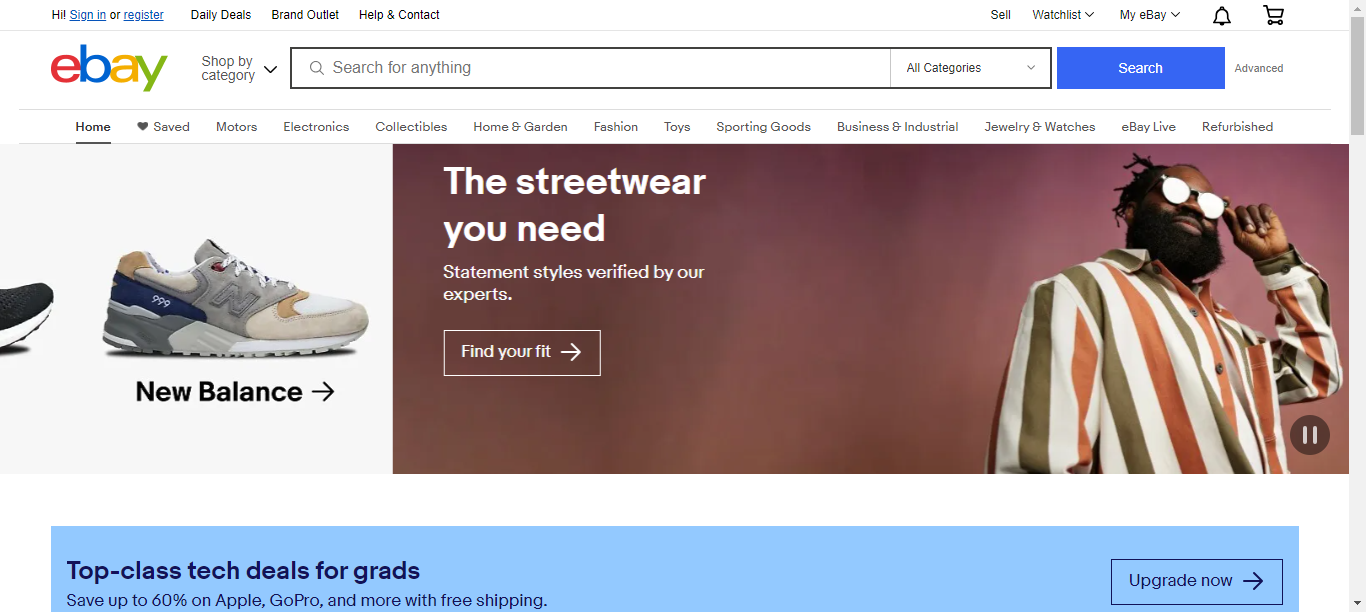 Hi! Sign in or register Daily Deals Brand Outlet Help & Contact Sell Watchlist My eBay
ebay
Shop by
category
Search for anything
All Categories
Search
Advanced
Home Saved Motors Electronics Collectibles Home & Garden Fashion Toys Sporting Goods Business & Industrial Jewelry & Watches eBay Live Refurbished
999
N
New Balance
The streetwear
you need
Statement styles verified by our
experts.
Find your fit
Top-class tech deals for grads
Save up to 60% on Apple, GoPro, and more with free shipping.
Upgrade now